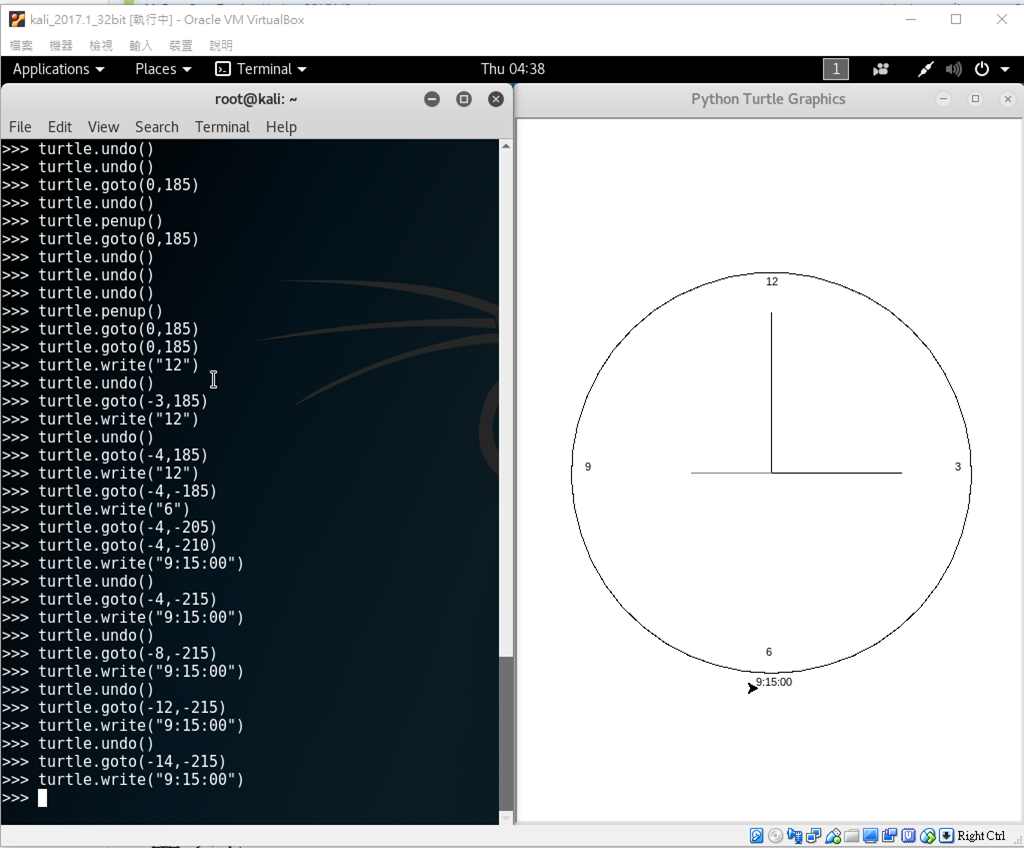 kali_2017.1_32bit [執行中] - Oracle VM VirtualBox
檔案 機器 檢視 輸入 裝置 說明
Applications Places Terminal Thu 04:38 1
root@kali: ~
File Edit View Search Terminal Help
>>> turtle.undo()
>>> turtle.undo()
>>> turtle.goto(0,185)
>>> turtle.undo()
>>> turtle.penup()
>>> turtle.goto(0,185)
>>> turtle.undo()
>>> turtle.undo()
>>> turtle.undo()
>>> turtle.penup()
>>> turtle.goto(0,185)
>>> turtle.goto(0,185)
>>> turtle.write("12")
>>> turtle.undo()
>>> turtle.goto(-3,185)
>>> turtle.write("12")
>>> turtle.undo()
>>> turtle.goto(-4,185)
>>> turtle.write("12")
>>> turtle.goto(-4,-185)
>>> turtle.write("6")
>>> turtle.goto(-4,-205)
>>> turtle.goto(-4,-210)
>>> turtle.write("9:15:00")
>>> turtle.undo()
>>> turtle.goto(-4,-215)
>>> turtle.write("9:15:00")
>>> turtle.undo()
>>> turtle.goto(-8,-215)
>>> turtle.write("9:15:00")
>>> turtle.undo()
>>> turtle.goto(-12,-215)
>>> turtle.write("9:15:00")
>>> turtle.undo()
>>> turtle.goto(-14,-215)
>>> turtle.write("9:15:00")
>>>
Python Turtle Graphics
12
9 3
6
9:15:00
Right Ctrl